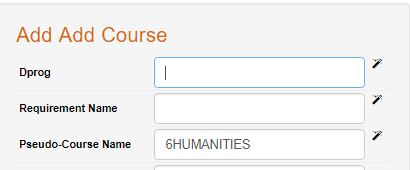 Add Add Course
Dprog
Requirement Name
Pseudo-Course Name 6HUMANITIES